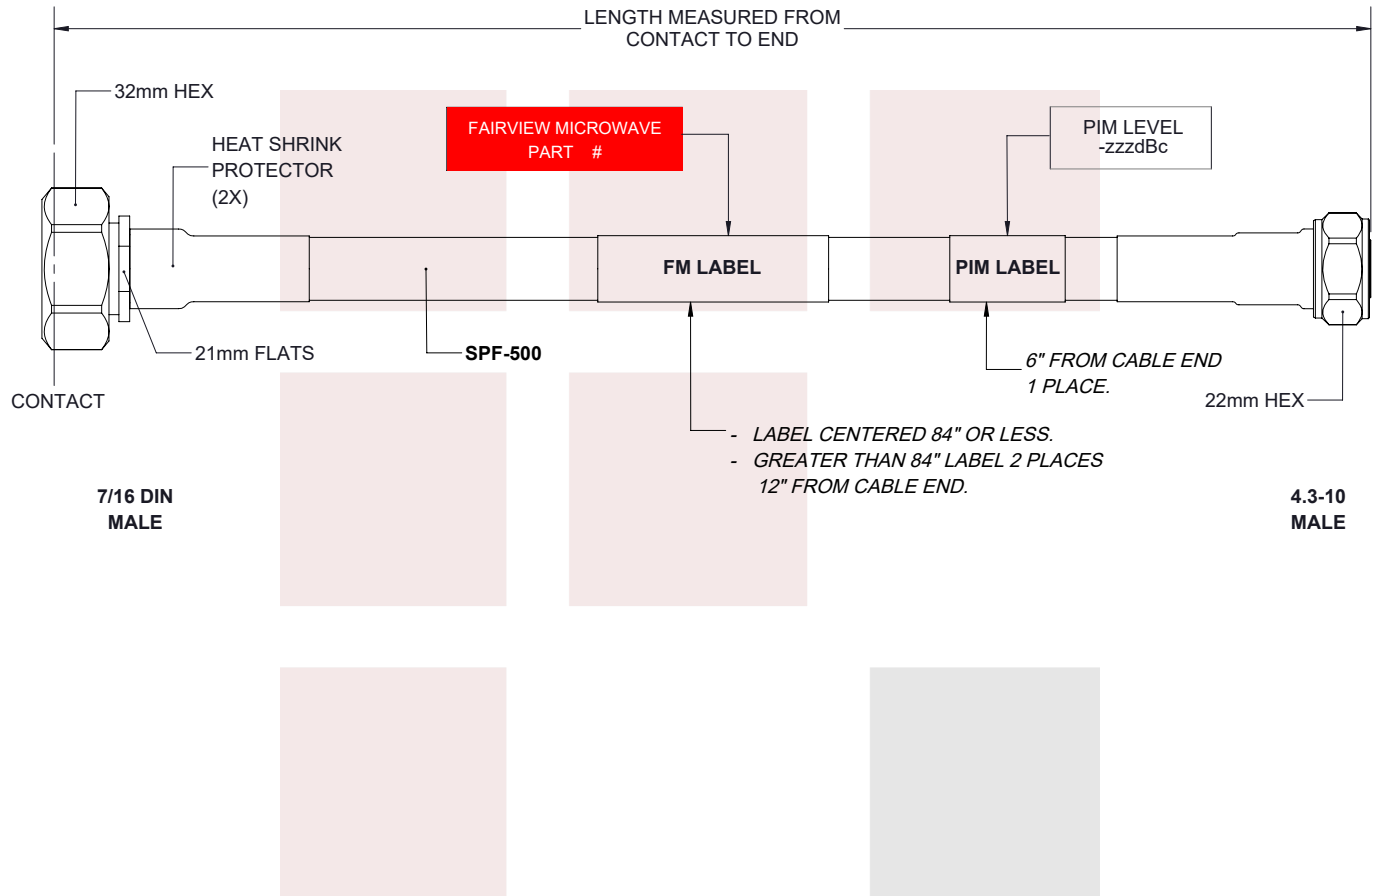 LENGTH MEASURED FROM
CONTACT TO END
32mm HEX
HEAT SHRINK
PROTECTOR
(2X)
FAIRVIEW MICROWAVE
PART #
PIM LEVEL
-zzzdBc
FM LABEL
PIM LABEL
21mm FLATS
SPF-500
6" FROM CABLE END
1 PLACE.
CONTACT
22mm HEX
- LABEL CENTERED 84" OR LESS.
- GREATER THAN 84" LABEL 2 PLACES
12" FROM CABLE END.
7/16 DIN
MALE
4.3-10
MALE